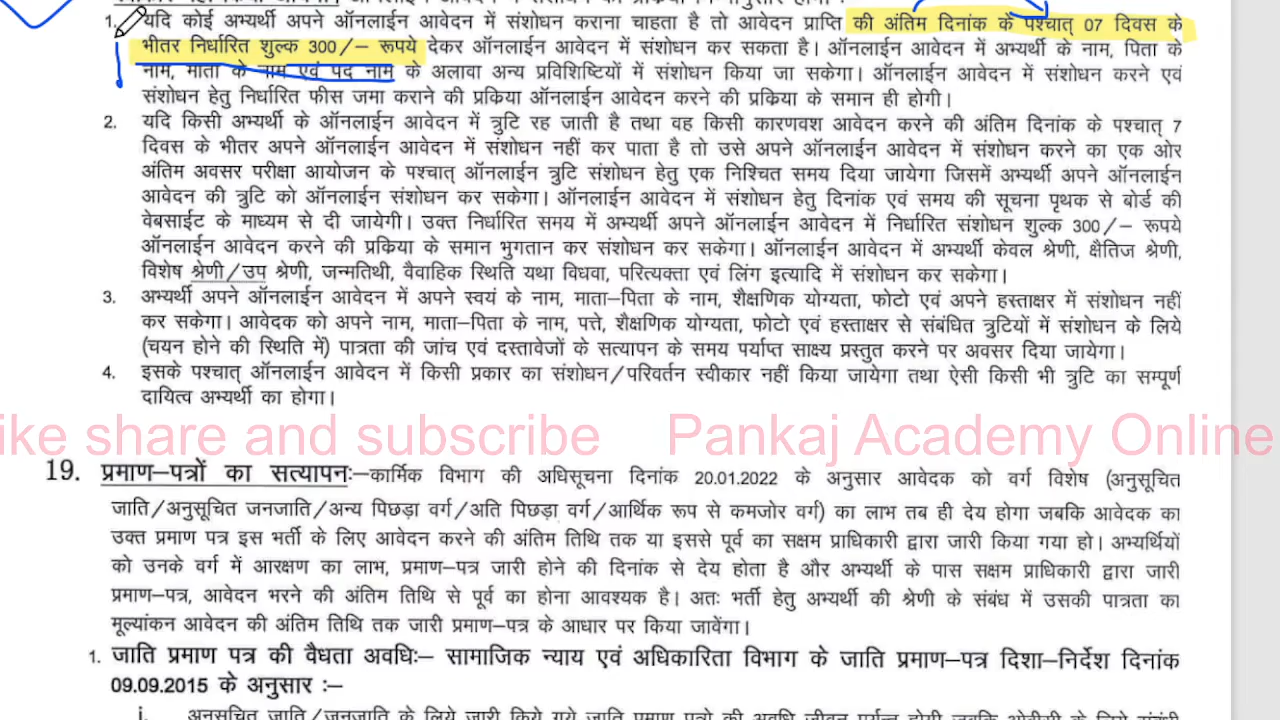 1. यदि कोई अभ्यर्थी अपने ऑनलाईन आवेदन में संशोधन कराना चाहता है तो आवेदन प्राप्ति की अंतिम दिनांक के पश्चात् 07 दिवस के
भीतर निर्धारित शुल्क 300/– रूपये देकर ऑनलाईन आवेदन में संशोधन कर सकता है। ऑनलाईन आवेदन में अभ्यर्थी के नाम, पिता के
नाम, माता के नाम एवं पद नाम के अलावा अन्य प्रविशिष्टियों में संशोधन किया जा सकेगा। ऑनलाईन आवेदन में संशोधन करने एवं
संशोधन हेतु निर्धारित फीस जमा कराने की प्रकिया ऑनलाईन आवेदन करने की प्रकिया के समान ही होगी।
2. यदि किसी अभ्यर्थी के ऑनलाईन आवेदन में त्रुटि रह जाती है तथा वह किसी कारणवश आवेदन करने की अंतिम दिनांक के पश्चात् 7
दिवस के भीतर अपने ऑनलाईन आवेदन में संशोधन नहीं कर पाता है तो उसे अपने ऑनलाईन आवेदन में संशोधन करने का एक ओर
अंतिम अवसर परीक्षा आयोजन के पश्चात् ऑनलाईन त्रुटि संशोधन हेतु एक निश्चित समय दिया जायेगा जिसमें अभ्यर्थी अपने ऑनलाईन
आवेदन की त्रुटि को ऑनलाईन संशोधन कर सकेगा। ऑनलाईन आवेदन में संशोधन हेतु दिनांक एवं समय की सूचना पृथक से बोर्ड की
वेबसाईट के माध्यम से दी जायेगी। उक्त निर्धारित समय में अभ्यर्थी अपने ऑनलाईन आवेदन में निर्धारित संशोधन शुल्क 300/– रूपये
ऑनलाईन आवेदन करने की प्रकिया के समान भुगतान कर संशोधन कर सकेगा। ऑनलाईन आवेदन में अभ्यर्थी केवल श्रेणी, क्षैतिज श्रेणी,
विशेष श्रेणी/उप श्रेणी, जन्मतिथी, वैवाहिक स्थिति यथा विधवा, परित्यक्ता एवं लिंग इत्यादि में संशोधन कर सकेगा।
3. अभ्यर्थी अपने ऑनलाईन आवेदन में अपने स्वयं के नाम, माता–पिता के नाम, शैक्षणिक योग्यता, फोटो एवं अपने हस्ताक्षर में संशोधन नहीं
कर सकेगा। आवेदक को अपने नाम, माता–पिता के नाम, पत्ते, शैक्षणिक योग्यता, फोटो एवं हस्ताक्षर से संबंधित त्रुटियों में संशोधन के लिये
(चयन होने की स्थिति में) पात्रता की जांच एवं दस्तावेजों के सत्यापन के समय पर्याप्त साक्ष्य प्रस्तुत करने पर अवसर दिया जायेगा।
4. इसके पश्चात् ऑनलाईन आवेदन में किसी प्रकार का संशोधन/परिवर्तन स्वीकार नहीं किया जायेगा तथा ऐसी किसी भी त्रुटि का सम्पूर्ण
दायित्व अभ्यर्थी का होगा।
ike share and subscribe Pankaj Academy Online
19. प्रमाण–पत्रों का सत्यापनः–कार्मिक विभाग की अधिसूचना दिनांक 20.01.2022 के अनुसार आवेदक को वर्ग विशेष (अनुसूचित
जाति/अनुसूचित जनजाति/अन्य पिछड़ा वर्ग/अति पिछड़ा वर्ग/आर्थिक रूप से कमजोर वर्ग) का लाभ तब ही देय होगा जबकि आवेदक का
उक्त प्रमाण पत्र इस भर्ती के लिए आवेदन करने की अंतिम तिथि तक या इससे पूर्व का सक्षम प्राधिकारी द्वारा जारी किया गया हो। अभ्यर्थियों
को उनके वर्ग में आरक्षण का लाभ, प्रमाण–पत्र जारी होने की दिनांक से देय होता है और अभ्यर्थी के पास सक्षम प्राधिकारी द्वारा जारी
प्रमाण–पत्र, आवेदन भरने की अंतिम तिथि से पूर्व का होना आवश्यक है। अतः भर्ती हेतु अभ्यर्थी की श्रेणी के संबंध में उसकी पात्रता का
मूल्यांकन आवेदन की अंतिम तिथि तक जारी प्रमाण–पत्र के आधार पर किया जावेंगा।
1. जाति प्रमाण पत्र की वैधता अवधिः– सामाजिक न्याय एवं अधिकारिता विभाग के जाति प्रमाण–पत्र दिशा–निर्देश दिनांक
09.09.2015 के अनुसार :–
i. अनुसूचित जाति/जनजाति के लिये जारी किये गये जाति प्रमाण पत्रों की अवधि जीवन पर्यन्त होगी जबकि ओबीसी के लिये संबंधी